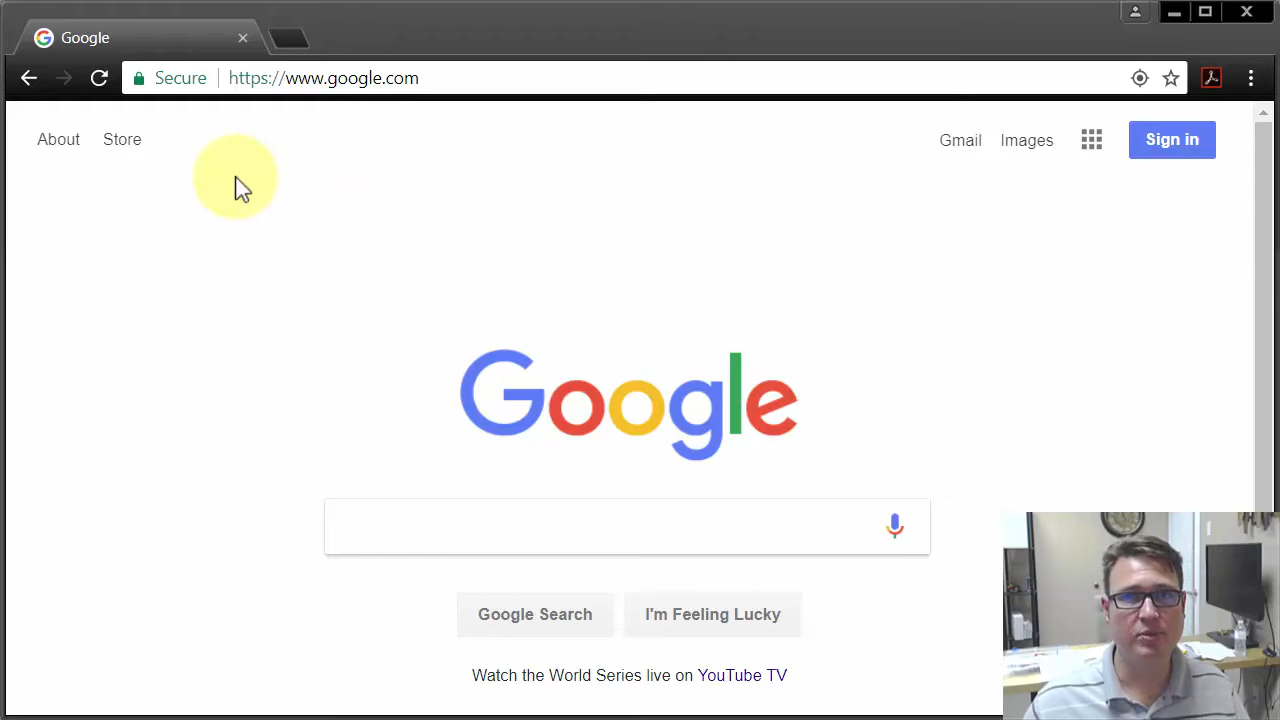 Google
Secure https://www.google.com
About Store
Gmail Images Sign in
Google
Google Search I'm Feeling Lucky
Watch the World Series live on YouTube TV